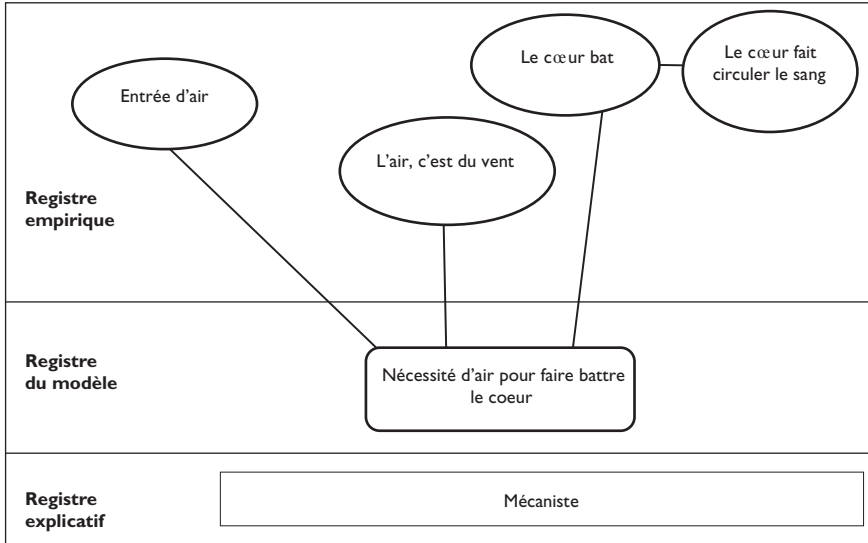 Le cœur bat
Le cœur fait
circuler le sang
Entrée d'air
L'air, c'est du vent
Registre
empirique
Registre
du modèle
Nécessité d'air pour faire battre
le coeur
Registre
explicatif
Mécaniste